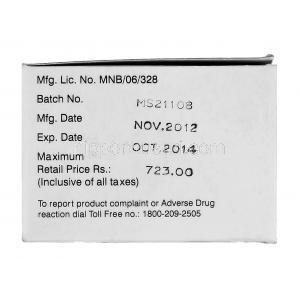 Mfg. Lic. No. MNB/06/328
Batch No. MS21108
Mfg. Date NOV.2012
Exp. Date OCT.2014
Maximum
Retail Price Rs.: 723.00
(Inclusive of all taxes)
To report product complaint or Adverse Drug
reaction dial Toll Free no.: 1800-209-2505